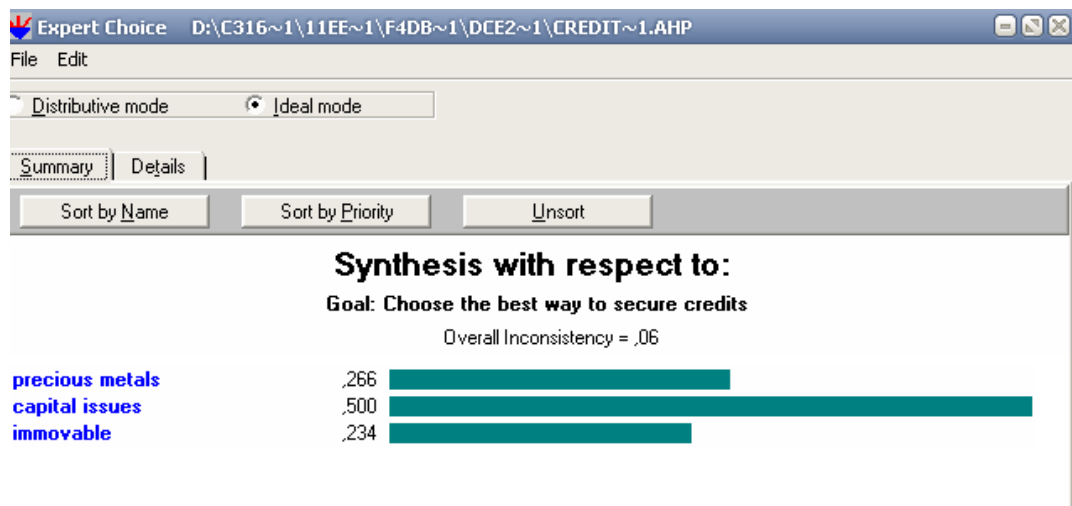 Expert Choice D:\C316~1\11EE~1\F4DB~1\DCE2~1\CREDIT~1.AHP
File Edit
Distributive mode Ideal mode
Summary Details
Sort by Name Sort by Priority Unsort
Synthesis with respect to:
Goal: Choose the best way to secure credits
Overall Inconsistency = ,06
precious metals ,266
capital issues ,500
immovable ,234